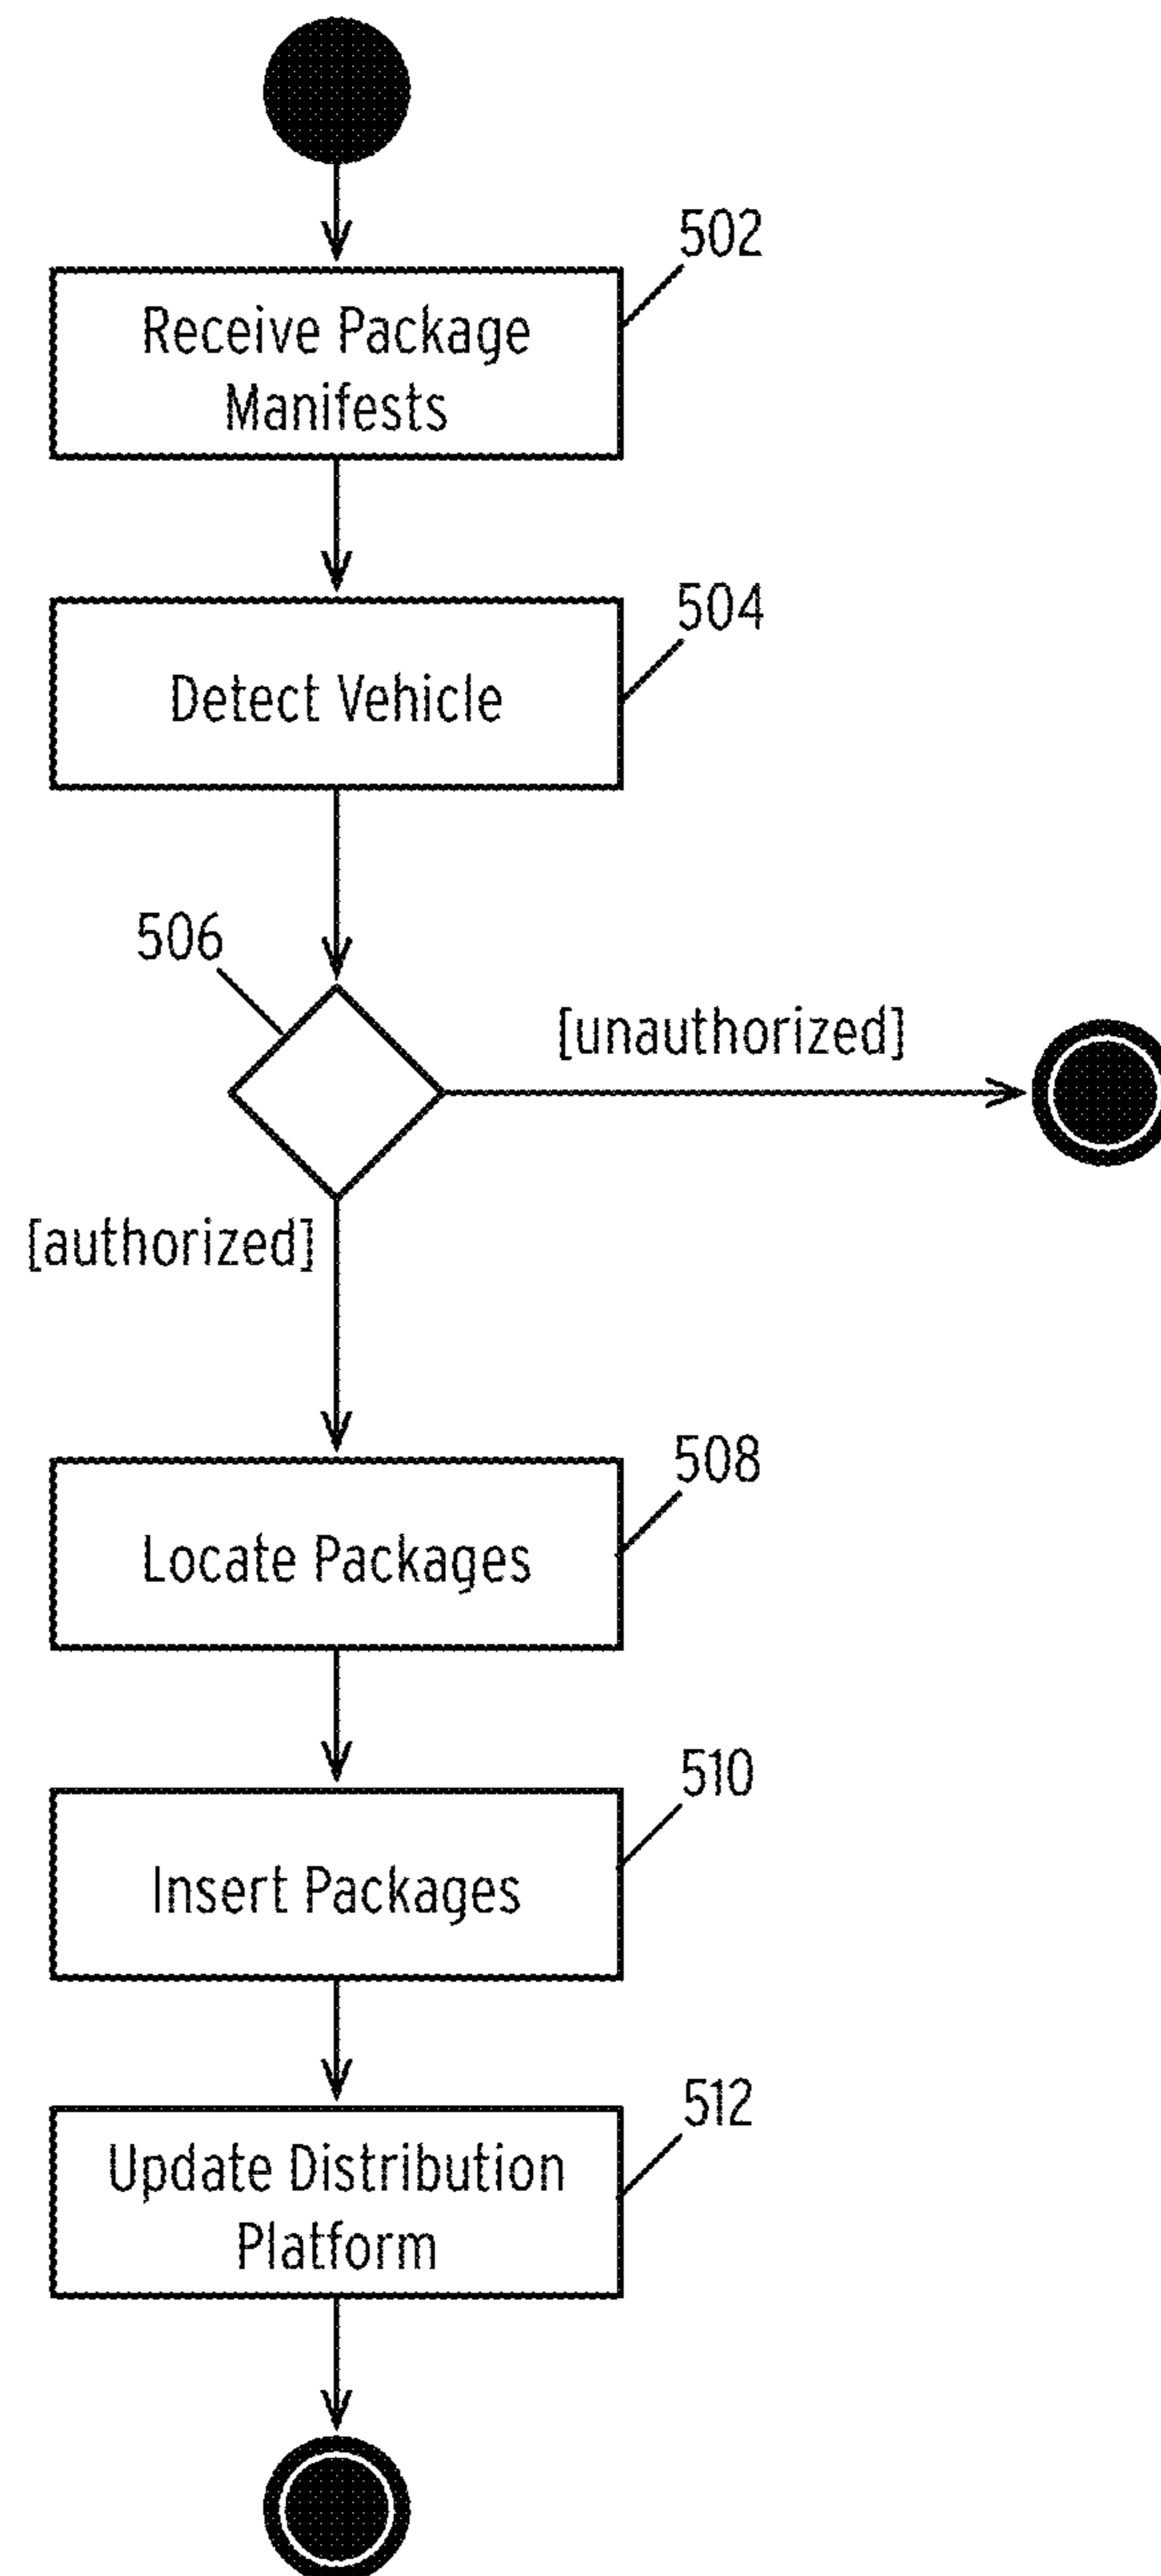 502
Receive Package
Manifests
504
Detect Vehicle
506
[unauthorized]
[authorized]
508
Locate Packages
510
Insert Packages
512
Update Distribution
Platform